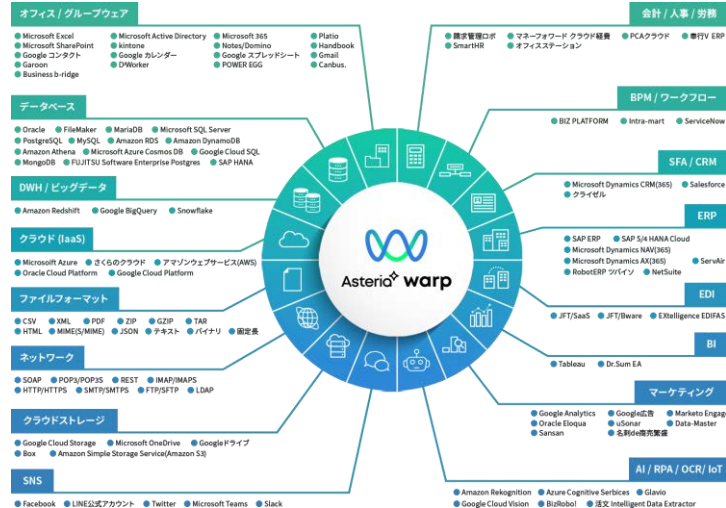 オフィス / グループウェア
Microsoft Excel Microsoft Active Directory Microsoft 365 Platio
Microsoft SharePoint kintone Notes/Domino Handbook
Google コンタクト Google カレンダー Google スプレッドシート Gmail
Garoon D'Worker POWER EGG Canbus.
Business b-ridge
データベース
Oracle FileMaker MariaDB Microsoft SQL Server
PostgreSQL MySQL Amazon RDS Amazon DynamoDB
Amazon Athena Microsoft Azure Cosmos DB Google Cloud SQL
MongoDB FUJITSU Software Enterprise Postgres SAP HANA
DWH / ビッグデータ
Amazon Redshift Google BigQuery Snowflake
クラウド (IaaS)
Microsoift Azure さくらのクラウド アマゾンウェブサービス(AWS)
Oracle Cloud Platform Google Cloud Platform
ファイルフォーマット
CSV XML PDF ZIP GZIP TAR
HTML MIME(S/MIME) JSON テキスト バイナリ 固定長
ネットワーク
SOAP POP3/POP3S REST IMAP/IMAPS
HTTP/HTTPS SMTP/SMTPS FTP/SFTP LDAP
クラウドストレージ
Google Cloud Storage Microsoft OneDrive Googleドライブ
Box Amazon Simple Storage Service(Amazon S3)
SNS
Facebook LINE公式アカウント Twitter Microsoft Teams Slack
Asteria warp
会計 / 人事 / 労務
請求管理ロボ マネーフォワード クラウド経費 PCAクラウド 奉行V ERP
SmartHR オフィスステーション
BPM / ワークフロー
BIZ PLATFORM Intra-mart ServiceNow
SFA / CRM
Microsoft Dynamics CRM(365) Salesforce
クライゼル
ERP
SAP ERP SAP S/4 HANA Cloud
Microsoft Dynamics NAV(365)
Microsoft Dynamics AX(365) ServAir
RobotERP ツバイソ NetSuite
EDI
JFT/SaaS JFT/Bware EXtelligence EDIFAS
BI
Tableau Dr.Sum EA
マーケティング
Google Analytics Google広告 Marketo Engage
Oracle Eloqua uSonar Data-Master
Sansan 名刺de商売繁盛
AI / RPA / OCR/ IoT
Amazon Rekognition Azure Cognitive Serbices Glavio
Google Cloud Vision BizRobo! 活文 Intelligent Data Extractor